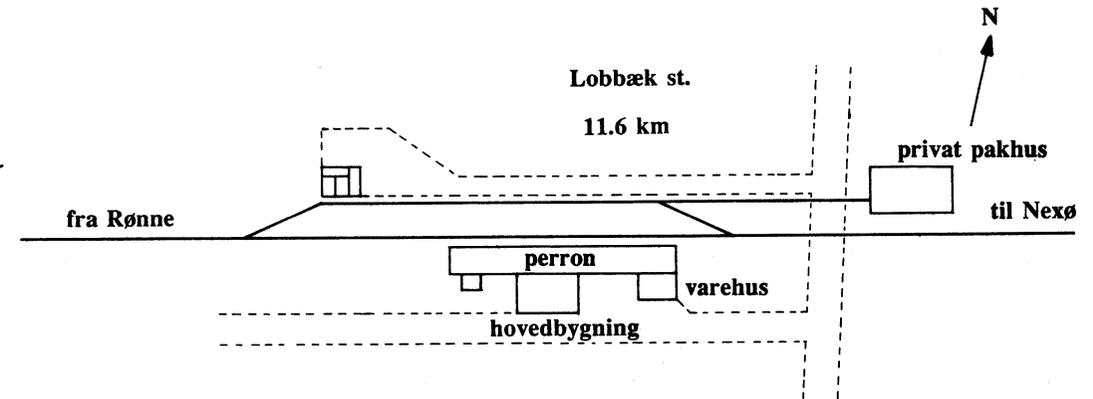 N
Lobbæk st.
11.6 km
privat pakhus
fra Rønne
til Nexø
perron
varehus
hovedbygning